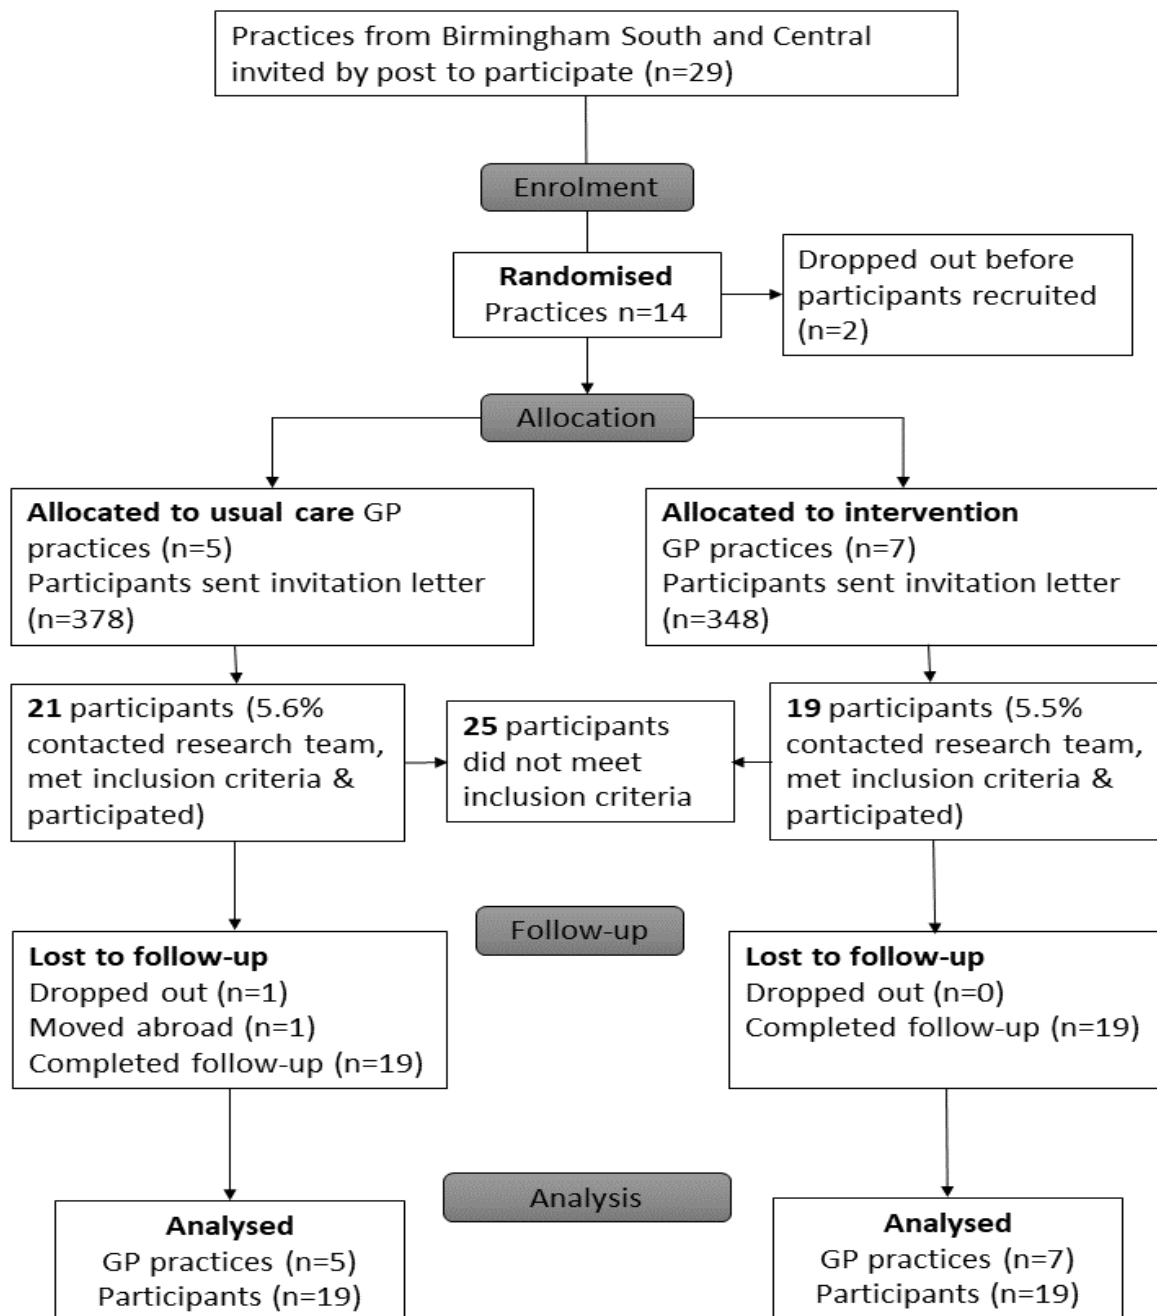 Practices from Birmingham South and Central
invited by post to participate (n=29)
Enrolment
Randomised
Practices n=14
Dropped out before
participants recruited
(n=2)
Allocation
Allocated to usual care GP
practices (n=5)
Participants sent invitation letter
(n=378)
Allocated to intervention
GP practices (n=7)
Participants sent invitation letter
(n=348)
21 participants (5.6%
contacted research team,
met inclusion criteria &
participated)
25 participants
did not meet
inclusion criteria
19 participants (5.5%
contacted research team,
met inclusion criteria &
participated)
Follow-up
Lost to follow-up
Dropped out (n=1)
Moved abroad (n=1)
Completed follow-up (n=19)
Lost to follow-up
Dropped out (n=0)
Completed follow-up (n=19)
Analysis
Analysed
GP practices (n=5)
Participants (n=19)
Analysed
GP practices (n=7)
Participants (n=19)